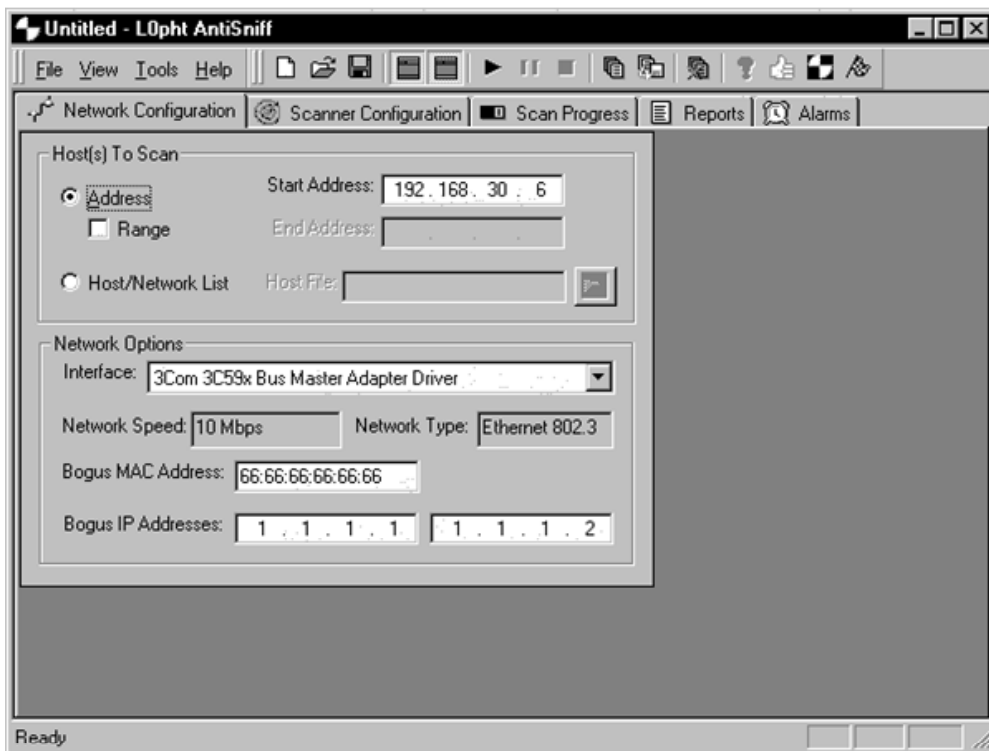 Untitled - L0pht AntiSniff
File View Tools Help
Network Configuration Scanner Configuration Scan Progress Reports Alarms
Host(s) To Scan
Address
Start Address: 192 . 168 . 30 . 6
Range
End Address: . . .
Host/Network List
Host File:
Network Options
Interface: 3Com 3C59x Bus Master Adapter Driver
Network Speed: 10 Mbps Network Type: Ethernet 802.3
Bogus MAC Address: 66:66:66:66:66:66
Bogus IP Addresses: 1 . 1 . 1 . 1 1 . 1 . 1 . 2
Ready